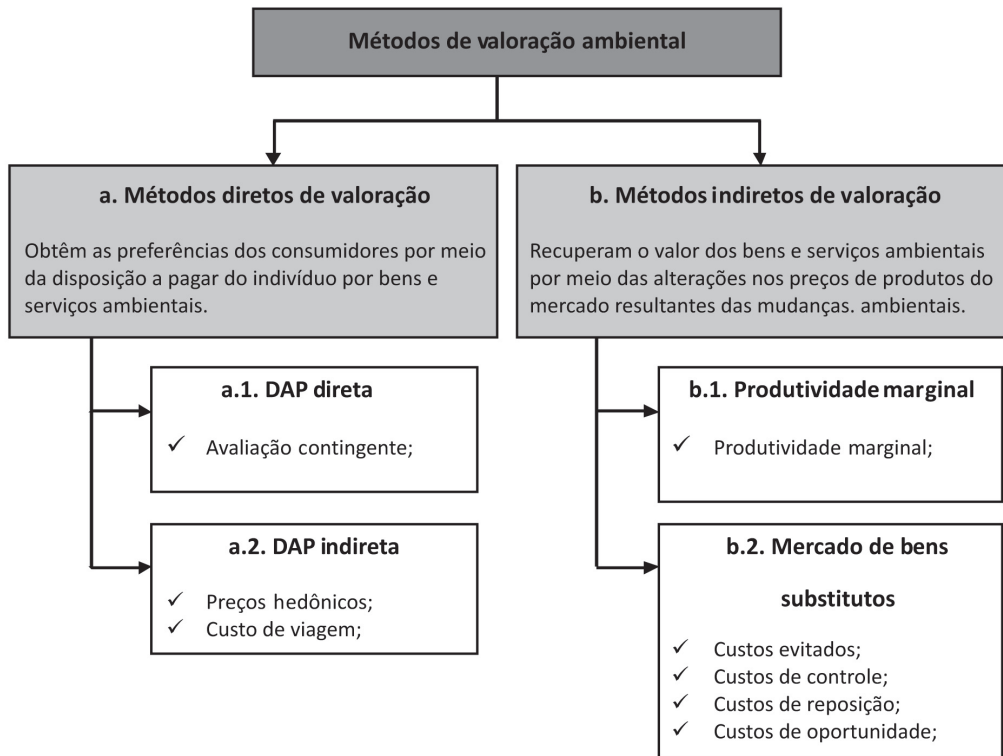 Métodos de valoração ambiental
a. Métodos diretos de valoração
Obtêm as preferências dos consumidores por meio
da disposição a pagar do indivíduo por bens e
serviços ambientais.
a.1. DAP direta
✓ Avaliação contingente;
a.2. DAP indireta
✓ Preços hedônicos;
✓ Custo de viagem;
b. Métodos indiretos de valoração
Recuperam o valor dos bens e serviços ambientais
por meio das alterações nos preços de produtos do
mercado resultantes das mudanças. ambientais.
b.1. Produtividade marginal
✓ Produtividade marginal;
b.2. Mercado de bens
substitutos
✓ Custos evitados;
✓ Custos de controle;
✓ Custos de reposição;
✓ Custos de oportunidade;